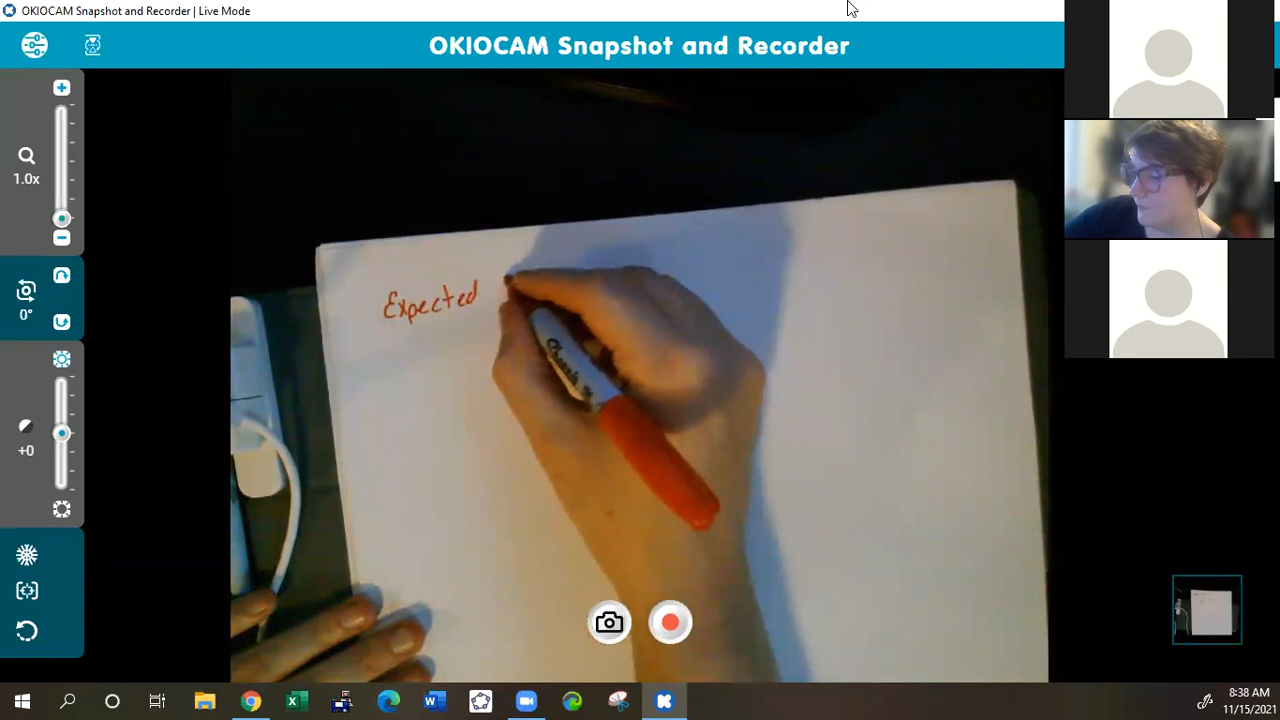 OKIOCAM Snapshot and Recorder | Live Mode
OKIOCAM Snapshot and Recorder
1.0x
0°
+0
Expected
8:38 AM
11/15/2021